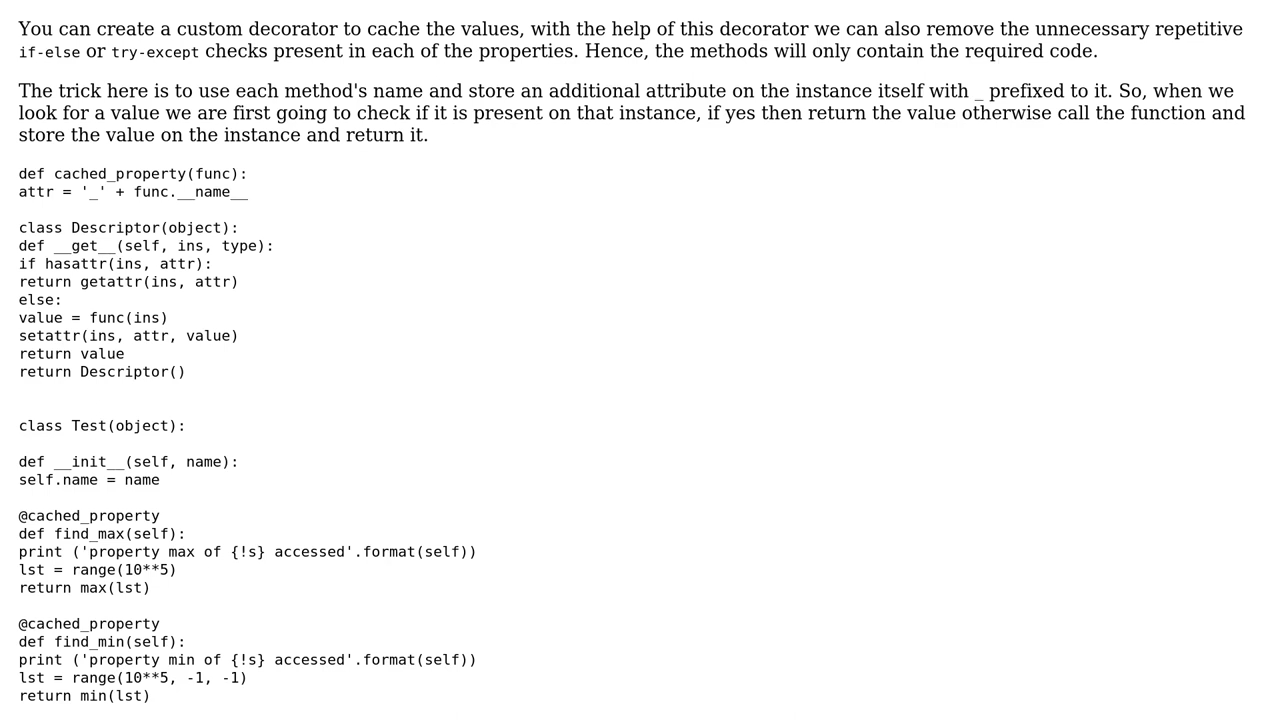 You can create a custom decorator to cache the values, with the help of this decorator we can also remove the unnecessary repetitive
if-else or try-except checks present in each of the properties. Hence, the methods will only contain the required code.
The trick here is to use each method's name and store an additional attribute on the instance itself with _ prefixed to it. So, when we
look for a value we are first going to check if it is present on that instance, if yes then return the value otherwise call the function and
store the value on the instance and return it.
def cached_property(func):
attr = '_' + func.__name__
class Descriptor(object):
def __get__(self, ins, type):
if hasattr(ins, attr):
return getattr(ins, attr)
else:
value = func(ins)
setattr(ins, attr, value)
return value
return Descriptor()
class Test(object):
def __init__(self, name):
self.name = name
@cached_property
def find_max(self):
print ('property max of {!s} accessed'.format(self))
lst = range(10**5)
return max(lst)
@cached_property
def find_min(self):
print ('property min of {!s} accessed'.format(self))
lst = range(10**5, -1, -1)
return min(lst)